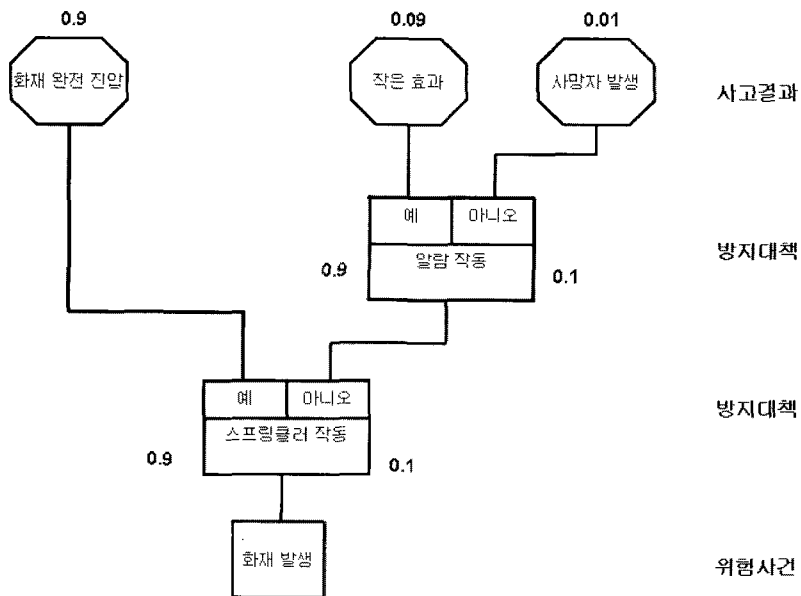 0.9
0.09
0.01
화재 완전 진압
작은 효과
사망자 발생
사고결과
예
아니오
알람 작동
0.9
0.1
방지대책
예
아니오
스프링클러 작동
0.9
0.1
방지대책
화재 발생
위험사건